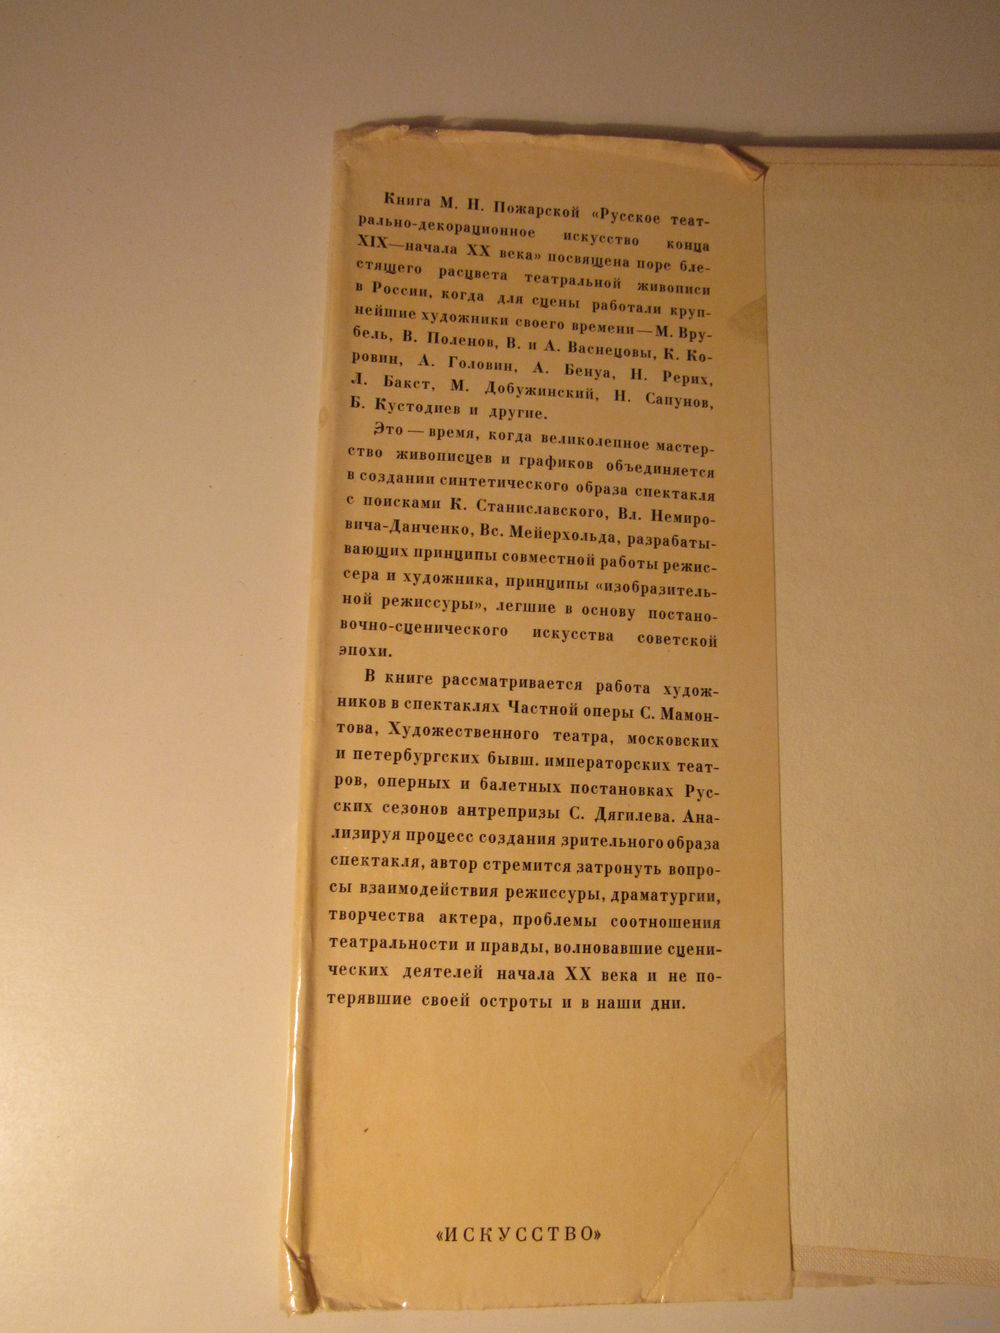 Книга М. Н. Пожарской «Русское теат-
рально-декорационное искусство конца
XIX—начала XX века» посвящена поре бле-
стящего расцвета театральной живописи
в России, когда для сцены работали круп-
нейшие художники своего времени—М. Вру-
бель, В. Поленов, В. и А. Васнецовы, К. Ко-
ровин, А. Головин, А. Бенуа, Н. Рерих,
Л. Бакст, М. Добужинский, Н. Сапунов,
Б. Кустодиев и другие.
Это — время, когда великолепное мастер-
ство живописцев и графиков объединяется
в создании синтетического образа спектакля
с поисками К. Станиславского, Вл. Немиро-
вича-Данченко, Вс. Мейерхольда, разрабаты-
вающих принципы совместной работы режис-
сера и художника, принципы «изобразитель-
ной режиссуры», легшие в основу постано-
вочно-сценического искусства советской
эпохи.
В книге рассматривается работа худож-
ников в спектаклях Частной оперы С. Мамон-
това, Художественного театра, московских
и петербургских бывш. императорских теат-
ров, оперных и балетных постановках Рус-
ских сезонов антрепризы С. Дягилева. Ана-
лизируя процесс создания зрительного образа
спектакля, автор стремится затронуть вопро-
сы взаимодействия режиссуры, драматургии,
творчества актера, проблемы соотношения
театральности и правды, волновавшие сцени-
ческих деятелей начала XX века и не по-
терявшие своей остроты и в наши дни.
«ИСКУССТВО»